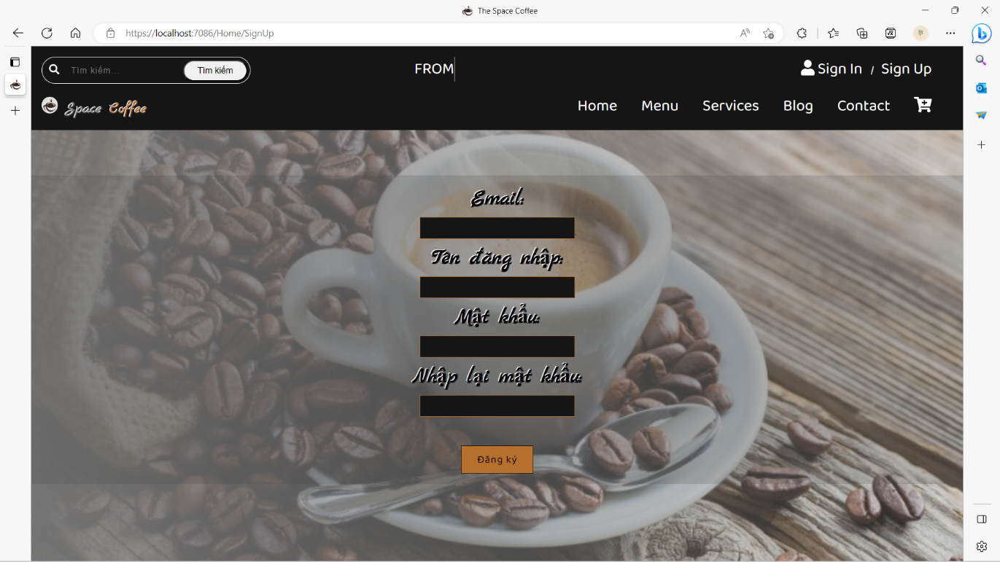 The Space Coffee
https://localhost:7086/Home/SignUp
Tìm kiếm...
Tìm kiếm
FROM
Sign In / Sign Up
Space Coffee
Home Menu Services Blog Contact
Email:
Tên đăng nhập:
Mật khẩu:
Nhập lại mật khẩu:
Đăng ký